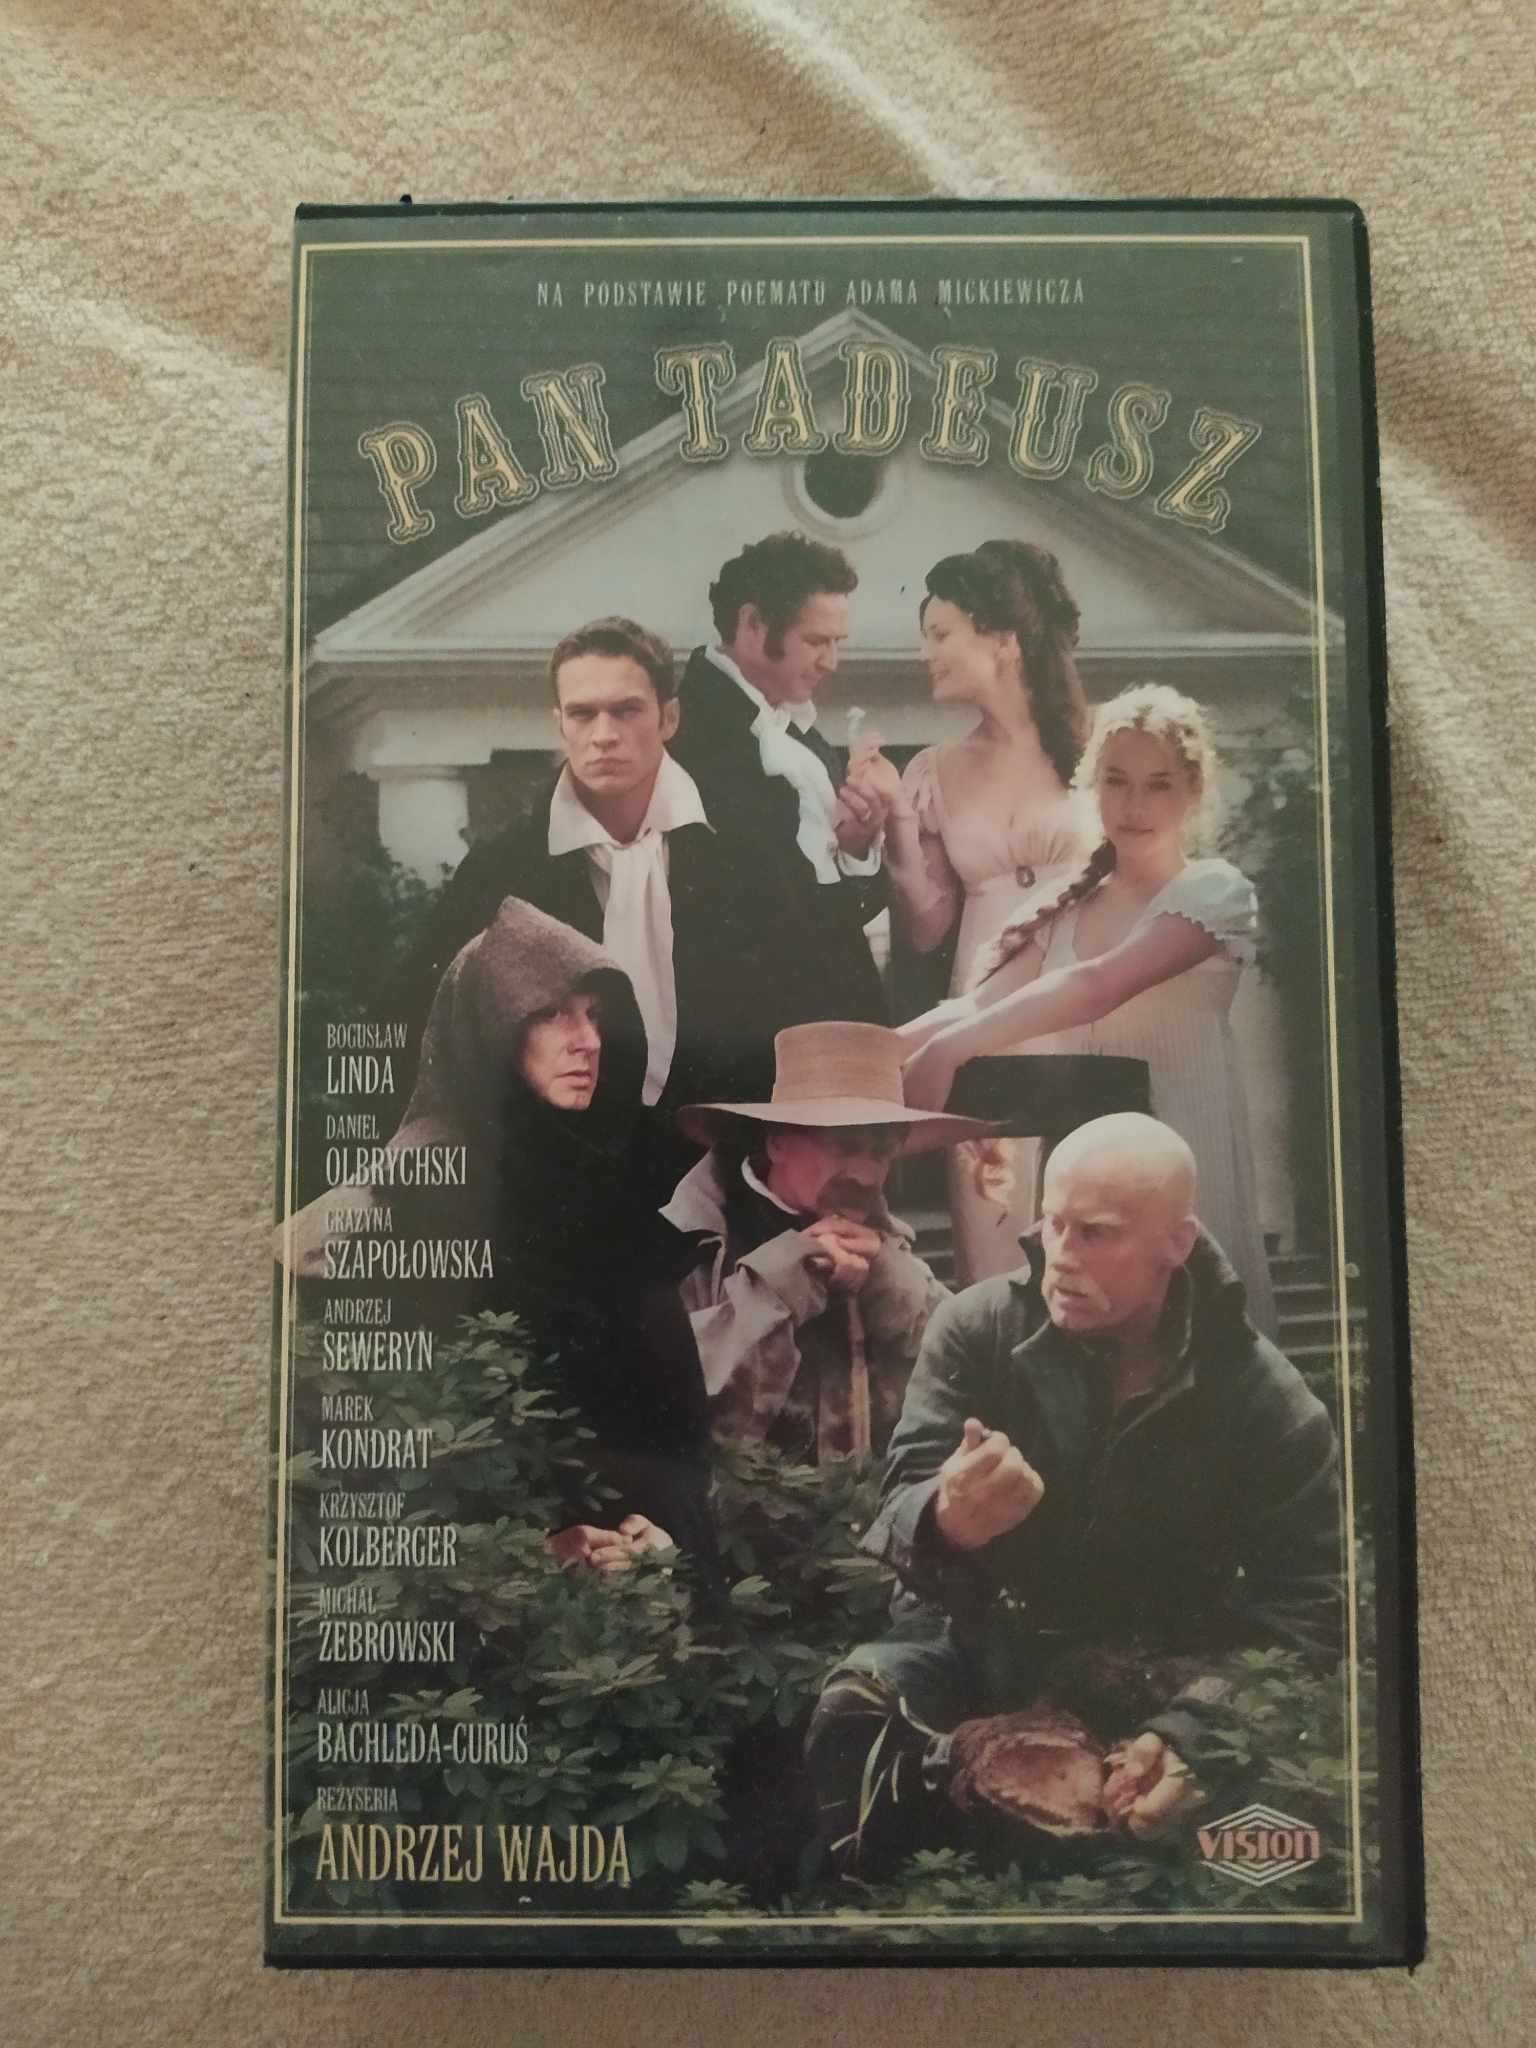 NA PODSTAWIE POEMATU ADAMA MICKIEWICZA
PAN TADEUSZ
BOGUSŁAW
LINDA
DANIEL
OLBRYCHSKI
GRAŻYNA
SZAPOŁOWSKA
ANDRZEJ
SEWERYN
MAREK
KONDRAT
KRZYSZTOF
KOLBERGER
MICHAŁ
ŻEBROWSKI
ALICJA
BACHLEDA-CURUŚ
REŻYSERIA
ANDRZEJ WAJDA
VISION